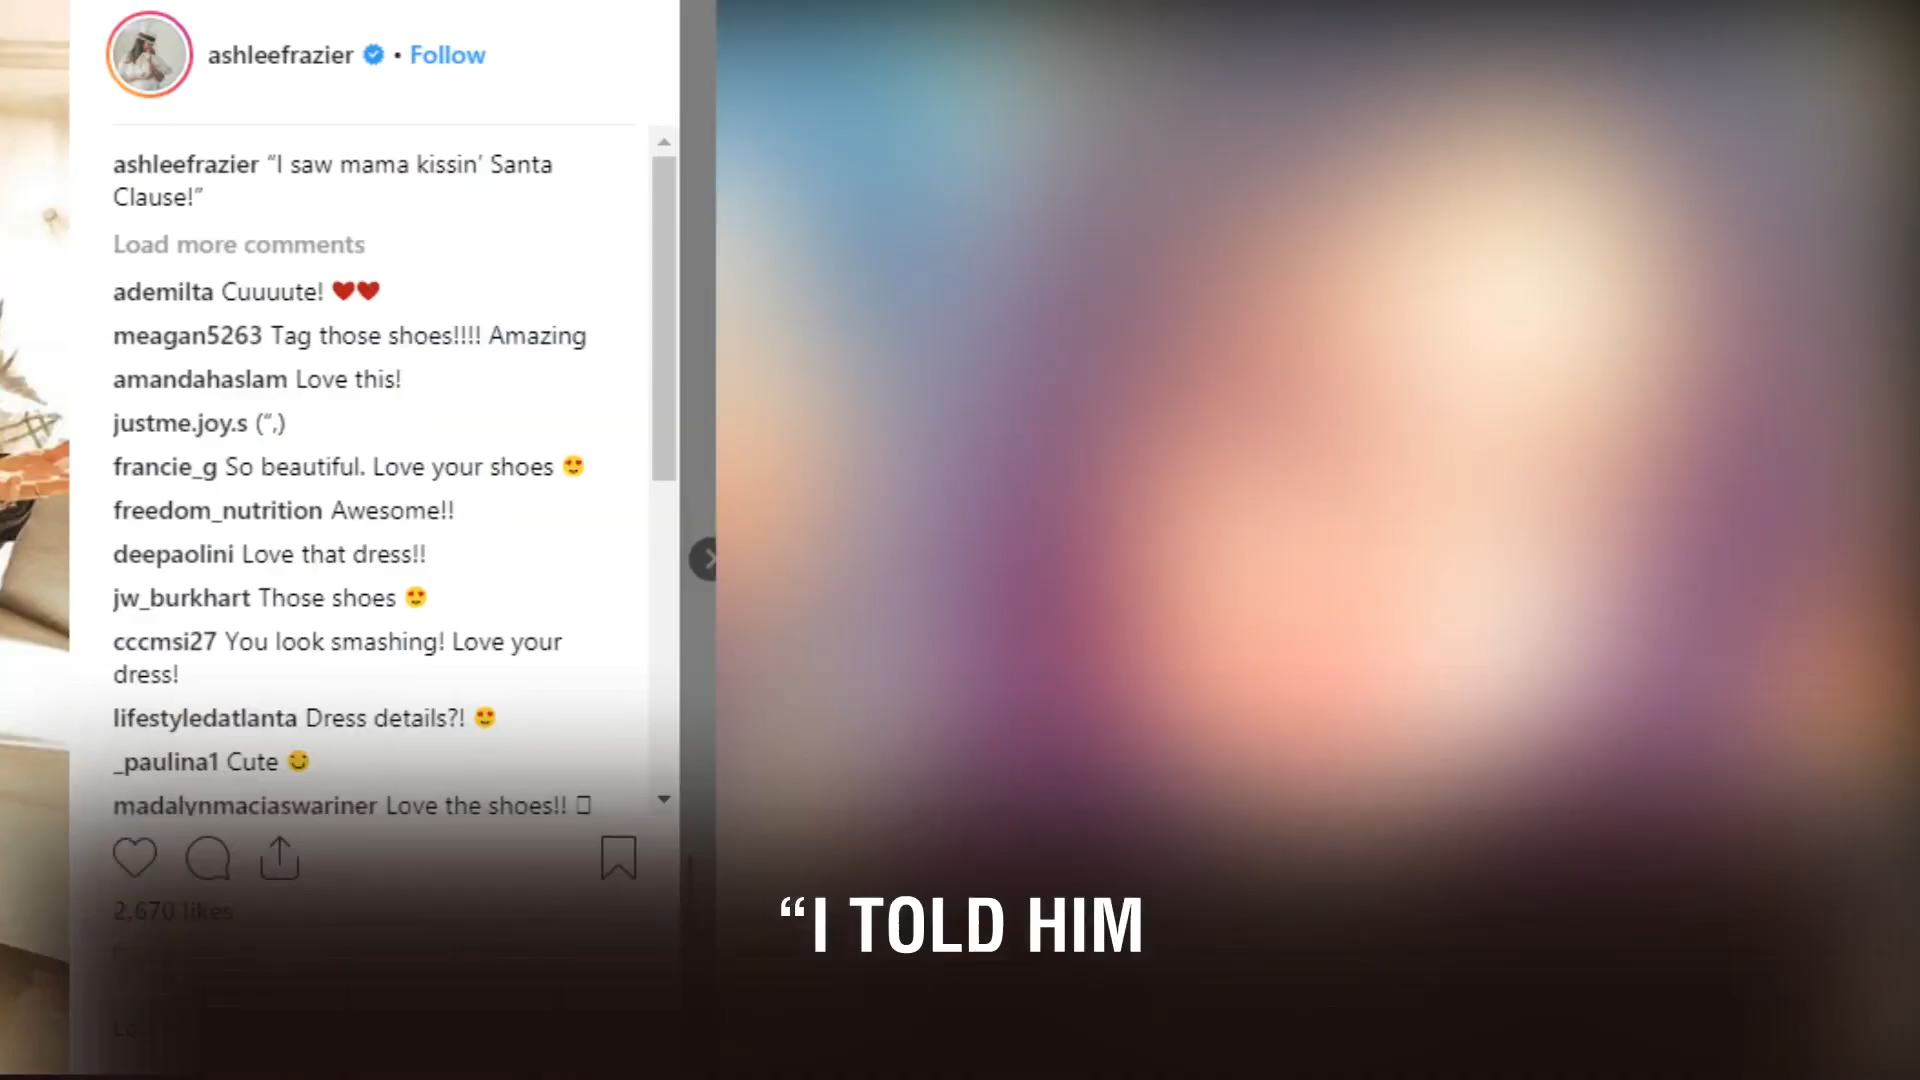 ashleefrazier • Follow
ashleefrazier “I saw mama kissin’ Santa
Clause!”
Load more comments
ademilta Cuuuute! ❤❤
meagan5263 Tag those shoes!!!! Amazing
amandahaslam Love this!
justme.joy.s (“,)
francie_g So beautiful. Love your shoes 😍
freedom_nutrition Awesome!!
deepaolini Love that dress!!
jw_burkhart Those shoes 😍
cccmsi27 You look smashing! Love your
dress!
lifestyledatlanta Dress details?! 😍
_paulina1 Cute 😊
madalynmaciaswariner Love the shoes!!
2,670 likes
“I TOLD HIM